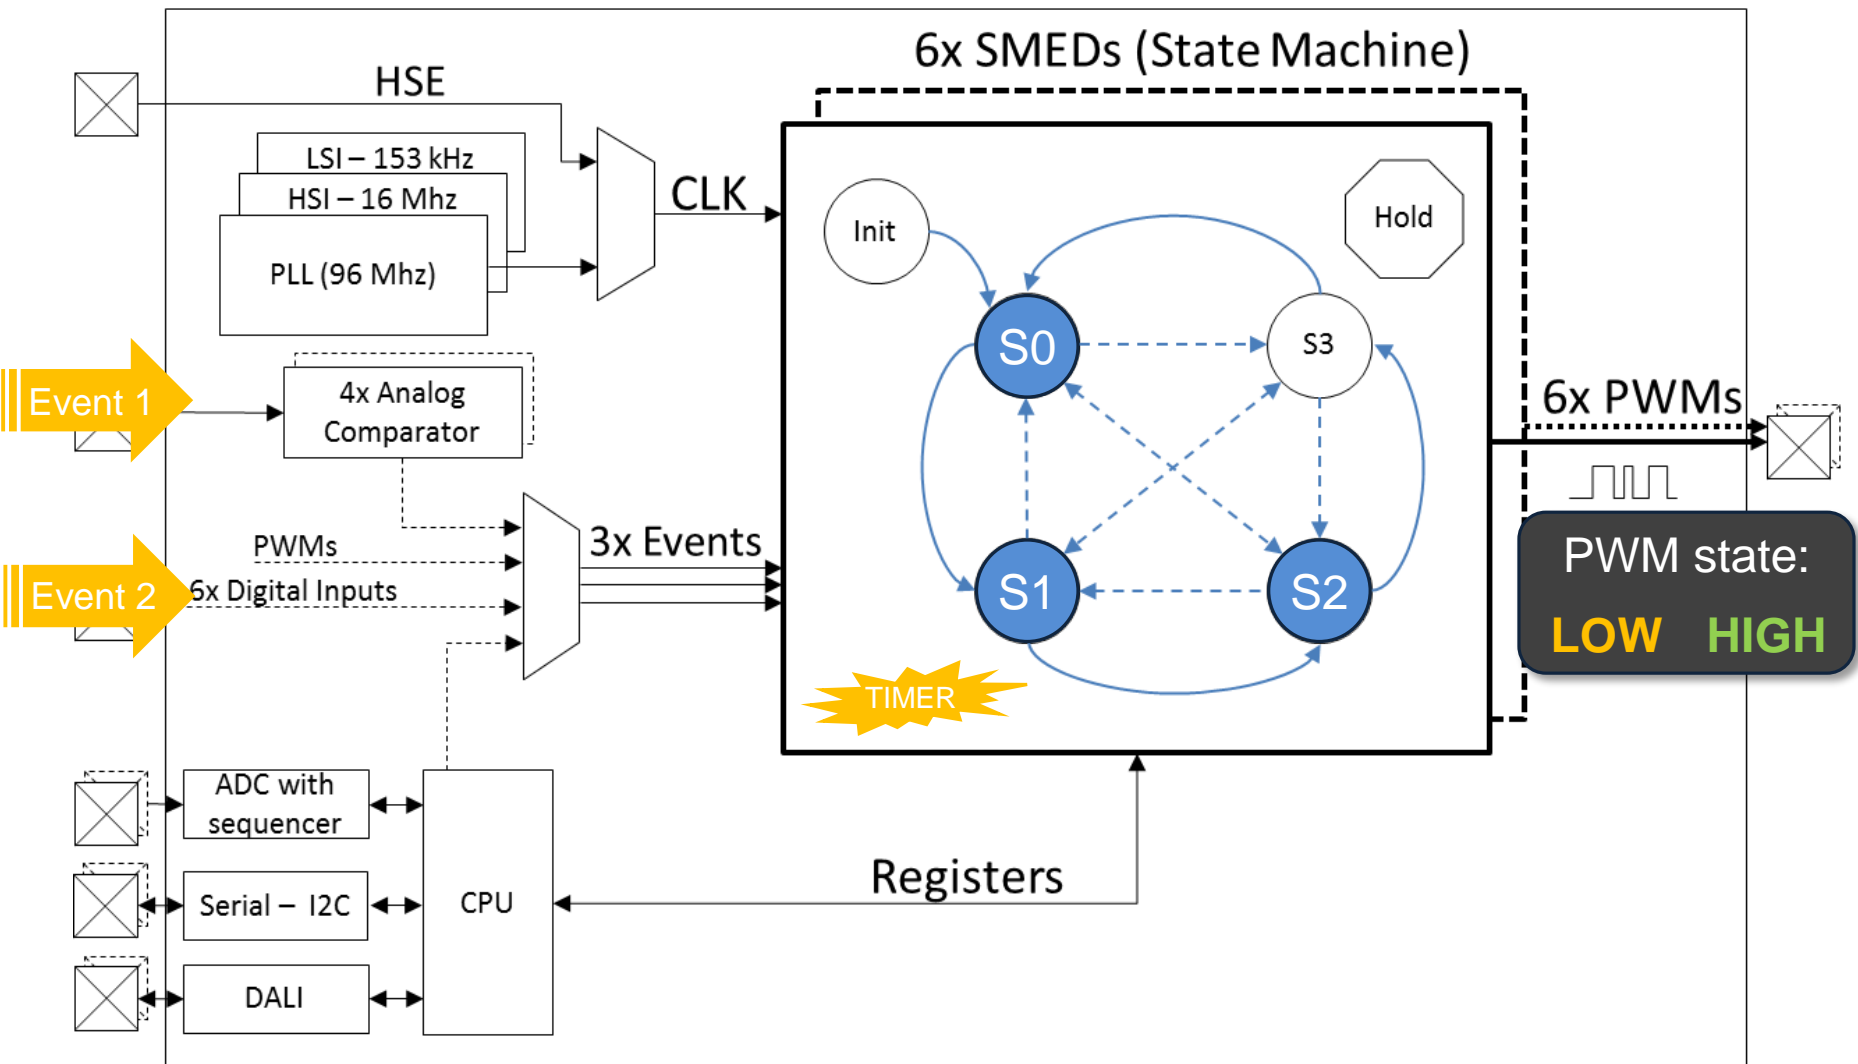 6x SMEDs (State Machine)
HSE
LSI – 153 kHz
HSI – 16 Mhz
PLL (96 Mhz)
CLK
Init
Hold
S0
S3
Event 1
4x Analog
Comparator
6x PWMs
PWMs
3x Events
Event 2
6x Digital Inputs
S1
S2
PWM state:
LOW HIGH
TIMER
ADC with
sequencer
Serial – I2C
CPU
Registers
DALI